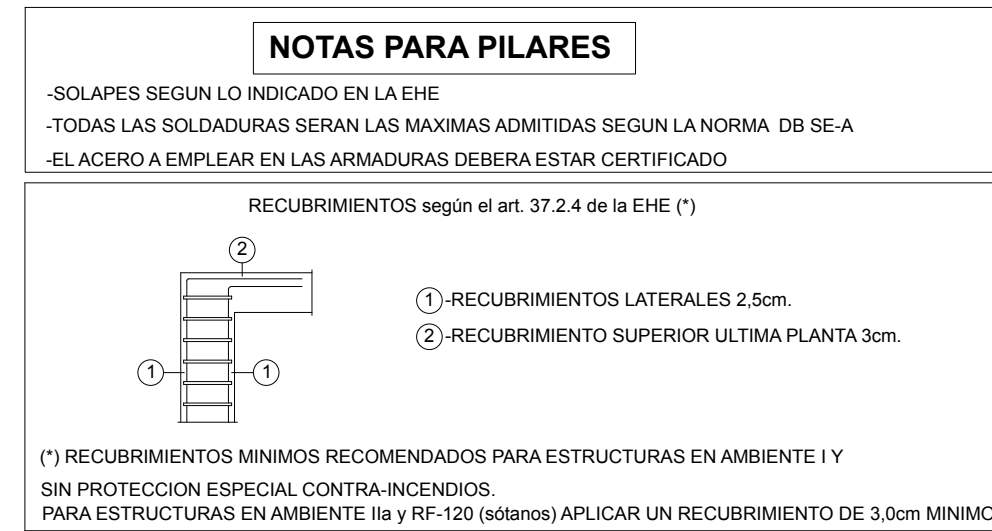 NOTAS PARA PILARES
-SOLAPES SEGUN LO INDICADO EN LA EHE
-TODAS LAS SOLDADURAS SERAN LAS MAXIMAS ADMITIDAS SEGUN LA NORMA DB SE-A
-EL ACERO A EMPLEAR EN LAS ARMADURAS DEBERA ESTAR CERTIFICADO
RECUBRIMIENTOS según el art. 37.2.4 de la EHE (*)
2
1 1
1 -RECUBRIMIENTOS LATERALES 2,5cm.
2 -RECUBRIMIENTO SUPERIOR ULTIMA PLANTA 3cm.
(*) RECUBRIMIENTOS MINIMOS RECOMENDADOS PARA ESTRUCTURAS EN AMBIENTE I Y
SIN PROTECCION ESPECIAL CONTRA-INCENDIOS.
PARA ESTRUCTURAS EN AMBIENTE IIa y RF-120 (sótanos) APLICAR UN RECUBRIMIENTO DE 3,0cm MINIMO